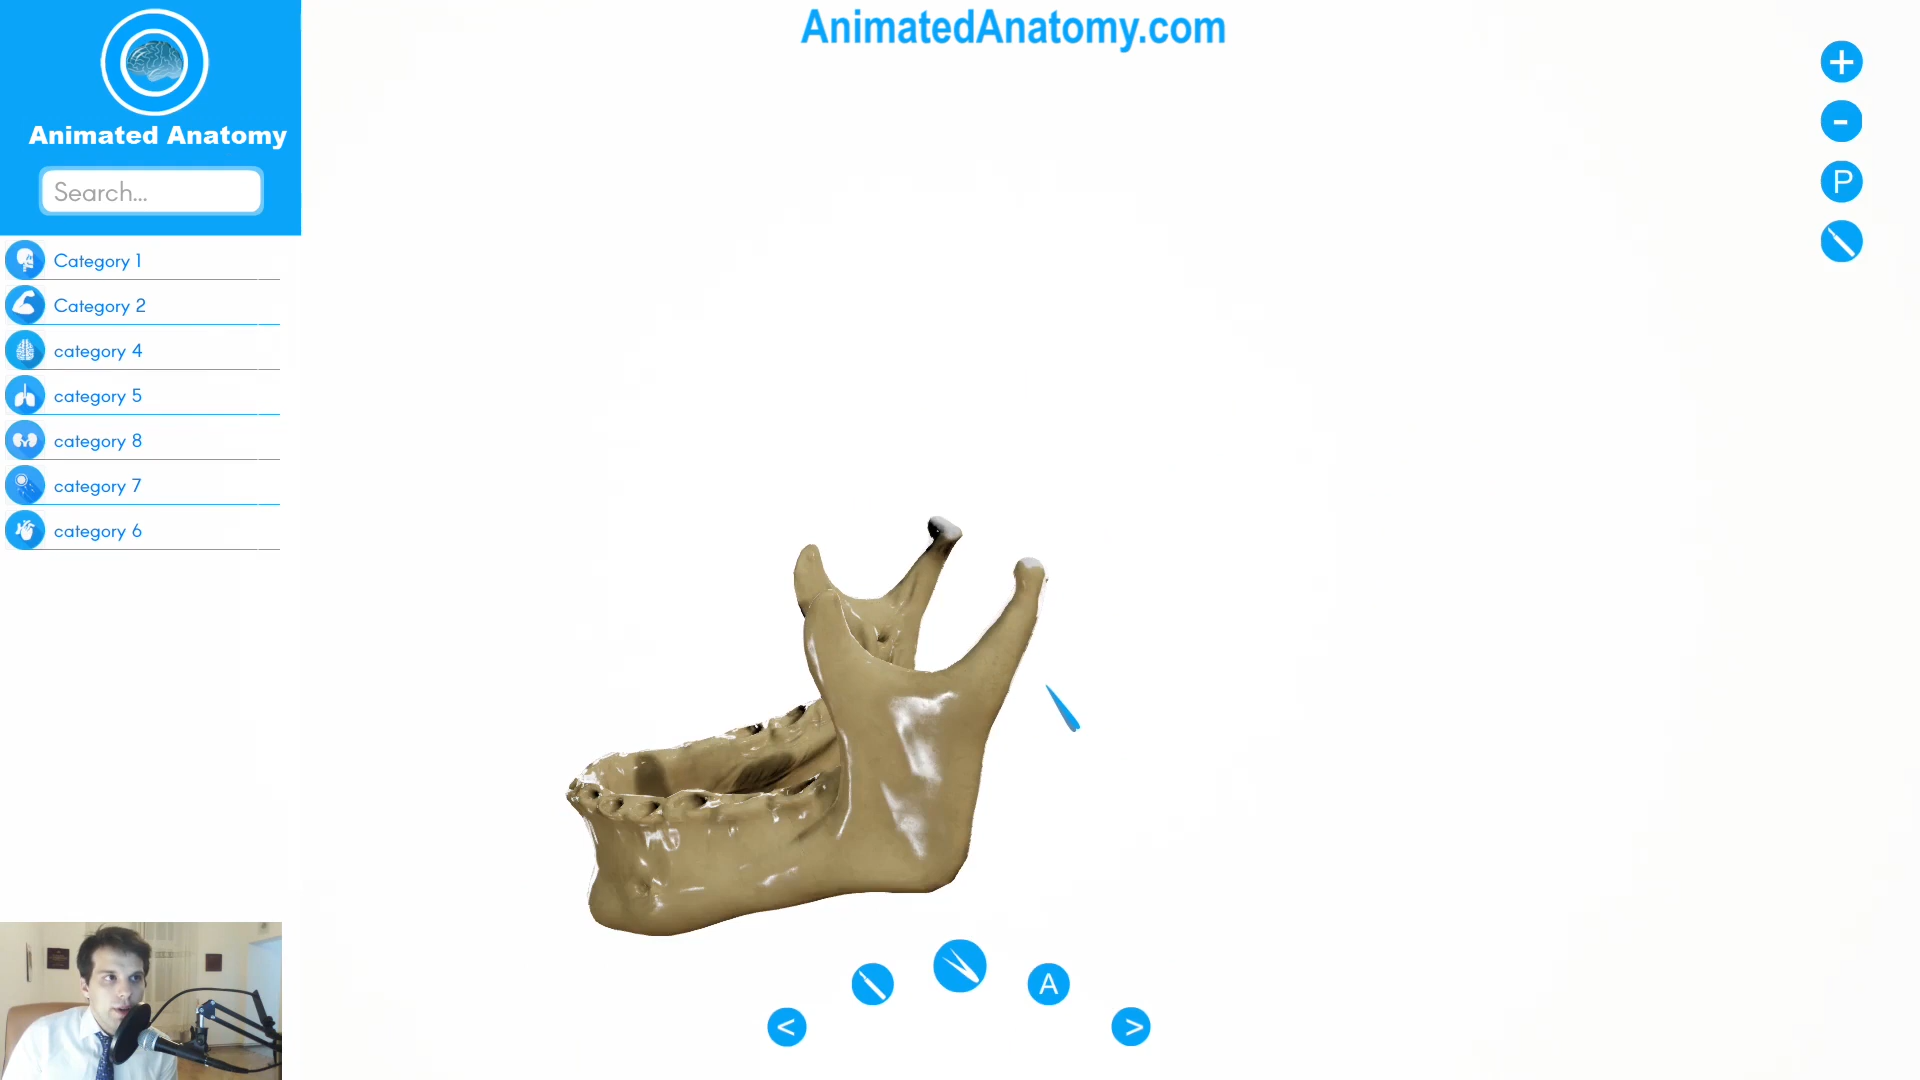 AnimatedAnatomy.com
Animated Anatomy
Search...
Category 1
Category 2
category 4
category 5
category 8
category 7
category 6
+
-
P
A
<
>